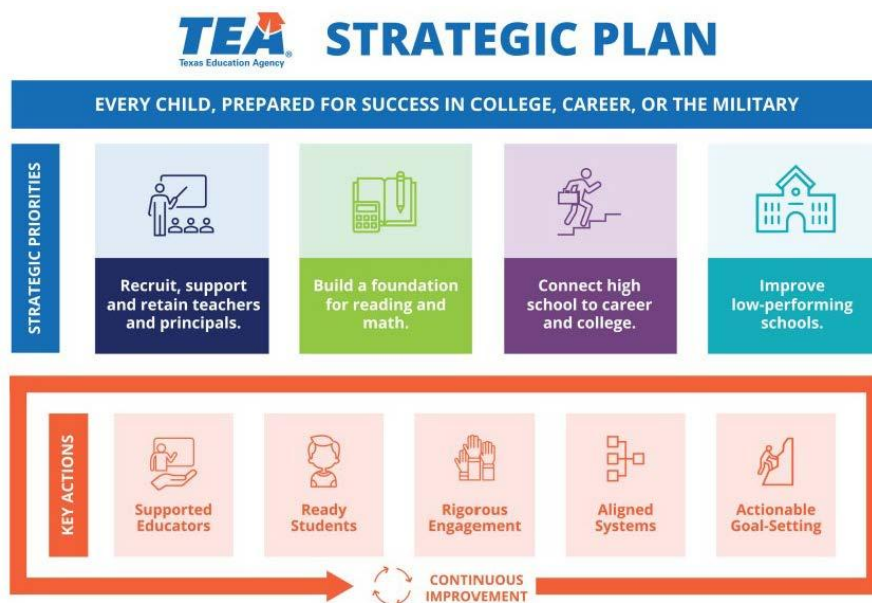 TEA®
Texas Education Agency
STRATEGIC PLAN
EVERY CHILD, PREPARED FOR SUCCESS IN COLLEGE, CAREER, OR THE MILITARY
STRATEGIC PRIORITIES
Recruit, support
and retain teachers
and principals.
Build a foundation
for reading and
math.
Connect high
school to career
and college.
Improve
low-performing
schools.
KEY ACTIONS
Supported
Educators
Ready
Students
Rigorous
Engagement
Aligned
Systems
Actionable
Goal-Setting
CONTINUOUS
IMPROVEMENT